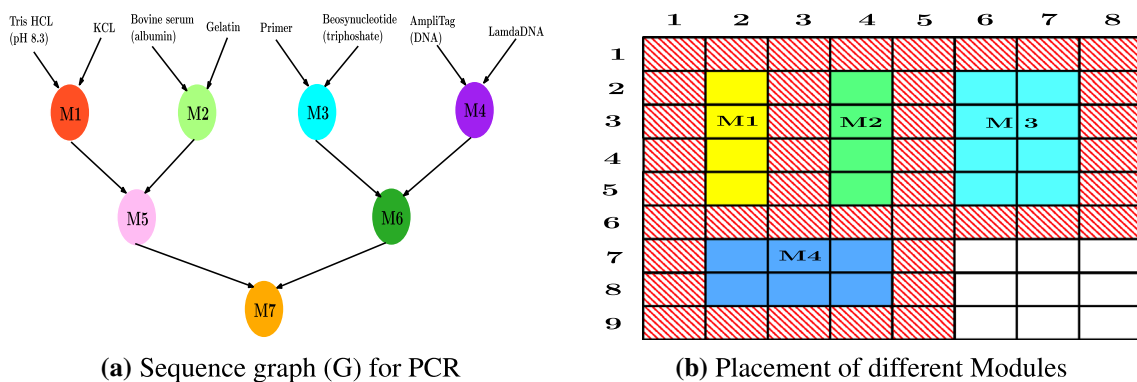 Tris HCL
(pH 8.3)
KCL
Bovine serum
(albumin)
Gelatin
Primer
Beosynucleotide
(triphoshate)
AmpliTag
(DNA)
LamdaDNA
M1
M2
M3
M4
M5
M6
M7
(a) Sequence graph (G) for PCR
1 2 3 4 5 6 7 8
1
2
3 M1 M2 M 3
4
5
6
7 M4
8
9
(b) Placement of different Modules